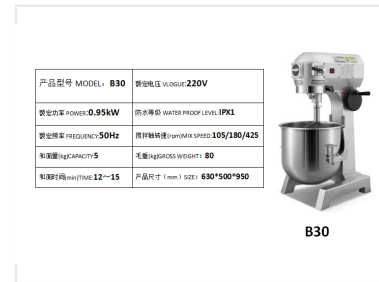 产品型号 MODEL: B30
额定电压 VLOGUE:220V
额定功率 POWER:0.95kW
防水等级 WATER PROOF LEVEL:IPX1
额定频率 FREQUENCY:50Hz
搅拌轴转速(rpm)MIX SPEED:105/180/425
和面量(kg)CAPACITY:5
毛重(kg)GROSS WEIGHT: 80
和面时间(min)TIME:12~15
产品尺寸(mm)SIZE: 630*500*950
B30